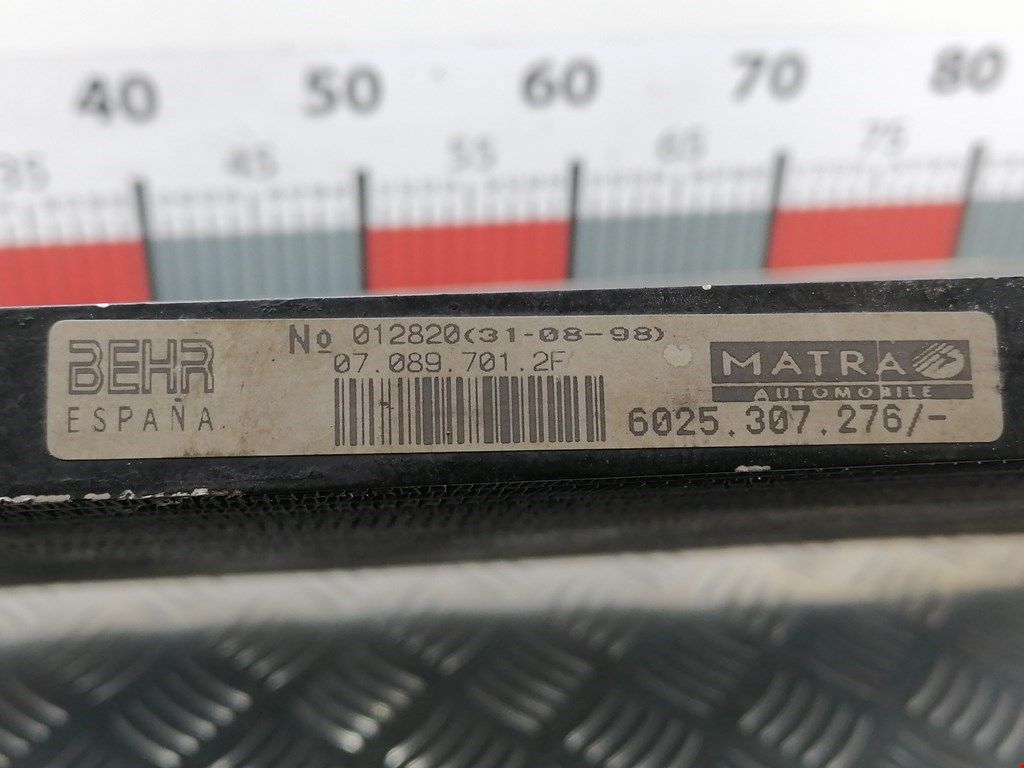 40 50 60 70 80
35 45 55 65 75
BEHR
ESPAÑA.
Nº 012820(31-08-98)
07.089.701.2F
MATRA
AUTOMOBILE
6025.307.276/-